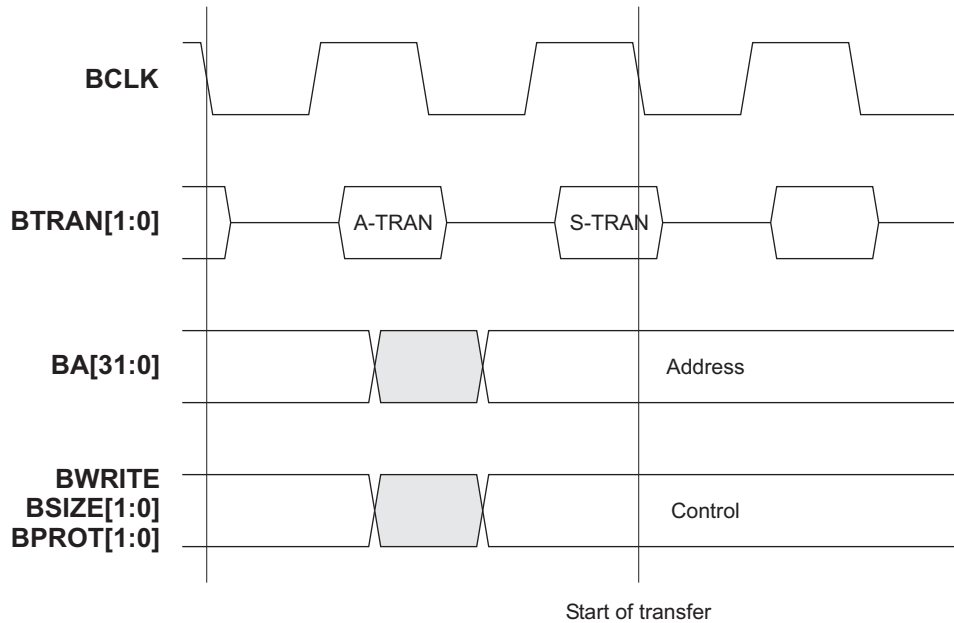 BCLK
BTRAN[1:0]
A-TRAN
S-TRAN
BA[31:0]
Address
BWRITE
BSIZE[1:0]
BPROT[1:0]
Control
Start of transfer